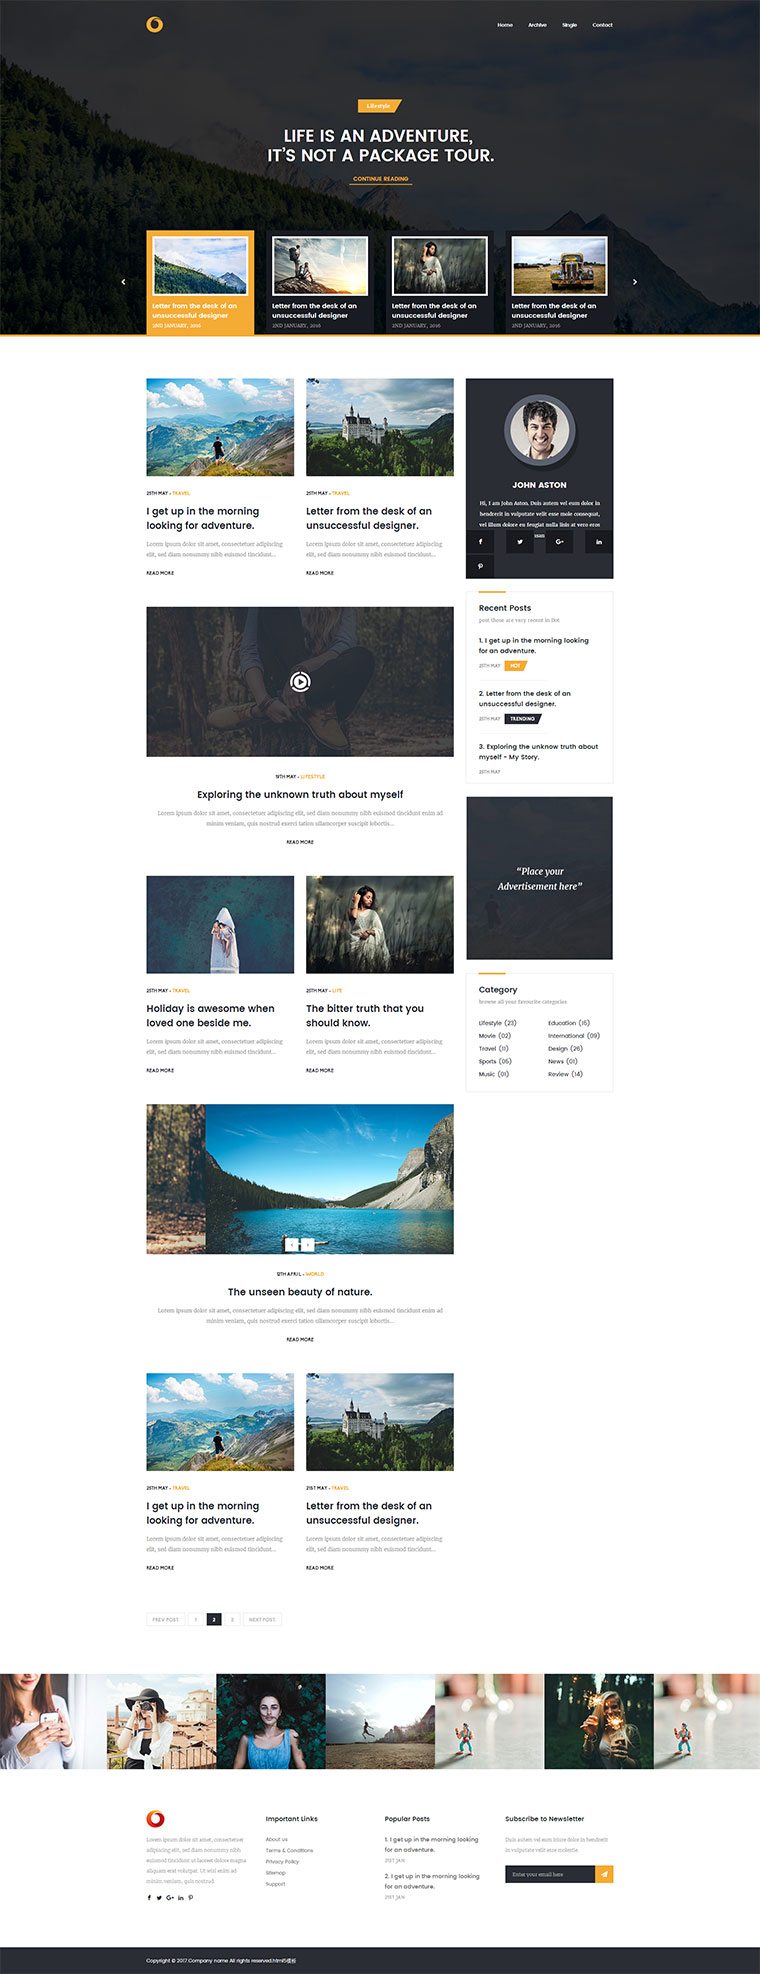 Home Archive Single Contact
Lifestyle
LIFE IS AN ADVENTURE,
IT'S NOT A PACKAGE TOUR.
CONTINUE READING
Letter from the desk of an
unsuccessful designer
2ND JANUARY, 2016
Letter from the desk of an
unsuccessful designer
2ND JANUARY, 2016
Letter from the desk of an
unsuccessful designer
2ND JANUARY, 2016
Letter from the desk of an
unsuccessful designer
2ND JANUARY, 2016
25TH MAY - TRAVEL
I get up in the morning
looking for adventure.
Lorem ipsum dolor sit amet, consectetuer adipiscing
elit, sed diam nonummy nibh euismod tincidunt...
READ MORE
25TH MAY - TRAVEL
Letter from the desk of an
unsuccessful designer.
Lorem ipsum dolor sit amet, consectetuer adipiscing
elit, sed diam nonummy nibh euismod tincidunt...
READ MORE
JOHN ASTON
Hi, I am John Aston. Duis autem vel eum dolor in
hendrerit in vulputate velit esse mole consequat,
vel illum dolore eu feugiat nulla lisis at vero eros
Recent Posts
post those are very recent in Dot
1. I get up in the morning looking
for an adventure.
25TH MAY HOT
2. Letter from the desk of an
unsuccessful designer.
25TH MAY TRENDING
3. Exploring the unknow truth about
myself - My Story.
25TH MAY
19TH MAY - LIFESTYLE
Exploring the unknown truth about myself
Lorem ipsum dolor sit amet, consectetuer adipiscing elit, sed diam nonummy nibh euismod tincidunt enim ad
minim veniam, quis nostrud exerci tation ullamcorper suscipit lobortis...
READ MORE
“Place your
Advertisement here”
25TH MAY - TRAVEL
Holiday is awesome when
loved one beside me.
Lorem ipsum dolor sit amet, consectetuer adipiscing
elit, sed diam nonummy nibh euismod tincidunt...
READ MORE
25TH MAY - LIFE
The bitter truth that you
should know.
Lorem ipsum dolor sit amet, consectetuer adipiscing
elit, sed diam nonummy nibh euismod tincidunt...
READ MORE
Category
browse all your favourite categories
Lifestyle (23) Education (15)
Movie (02) International (09)
Travel (11) Design (26)
Sports (05) News (01)
Music (01) Review (14)
12TH APRIL - WORLD
The unseen beauty of nature.
Lorem ipsum dolor sit amet, consectetuer adipiscing elit, sed diam nonummy nibh euismod tincidunt enim ad
minim veniam, quis nostrud exerci tation ullamcorper suscipit lobortis...
READ MORE
25TH MAY - TRAVEL
I get up in the morning
looking for adventure.
Lorem ipsum dolor sit amet, consectetuer adipiscing
elit, sed diam nonummy nibh euismod tincidunt...
READ MORE
21ST MAY - TRAVEL
Letter from the desk of an
unsuccessful designer.
Lorem ipsum dolor sit amet, consectetuer adipiscing
elit, sed diam nonummy nibh euismod tincidunt...
READ MORE
PREV POST 1 2 3 NEXT POST
Lorem ipsum dolor sit amet, consectetuer
adipiscing elit, sed diam nonummy nibh
euismod tincidunt ut laoreet dolore magna
aliquam erat volutpat. Ut wisi enim ad
minim veniam, quis nostrud.
Important Links
About us
Terms & Conditions
Privacy Policy
Sitemap
Support
Popular Posts
1. I get up in the morning looking
for an adventure.
21ST JAN
2. I get up in the morning looking
for an adventure.
21ST JAN
Subscribe to Newsletter
Duis autem vel eum iriure dolor in hendrerit
in vulputate velit esse molestie.
Enter your email here
Copyright © 2017.Company name All rights reserved.html5模板